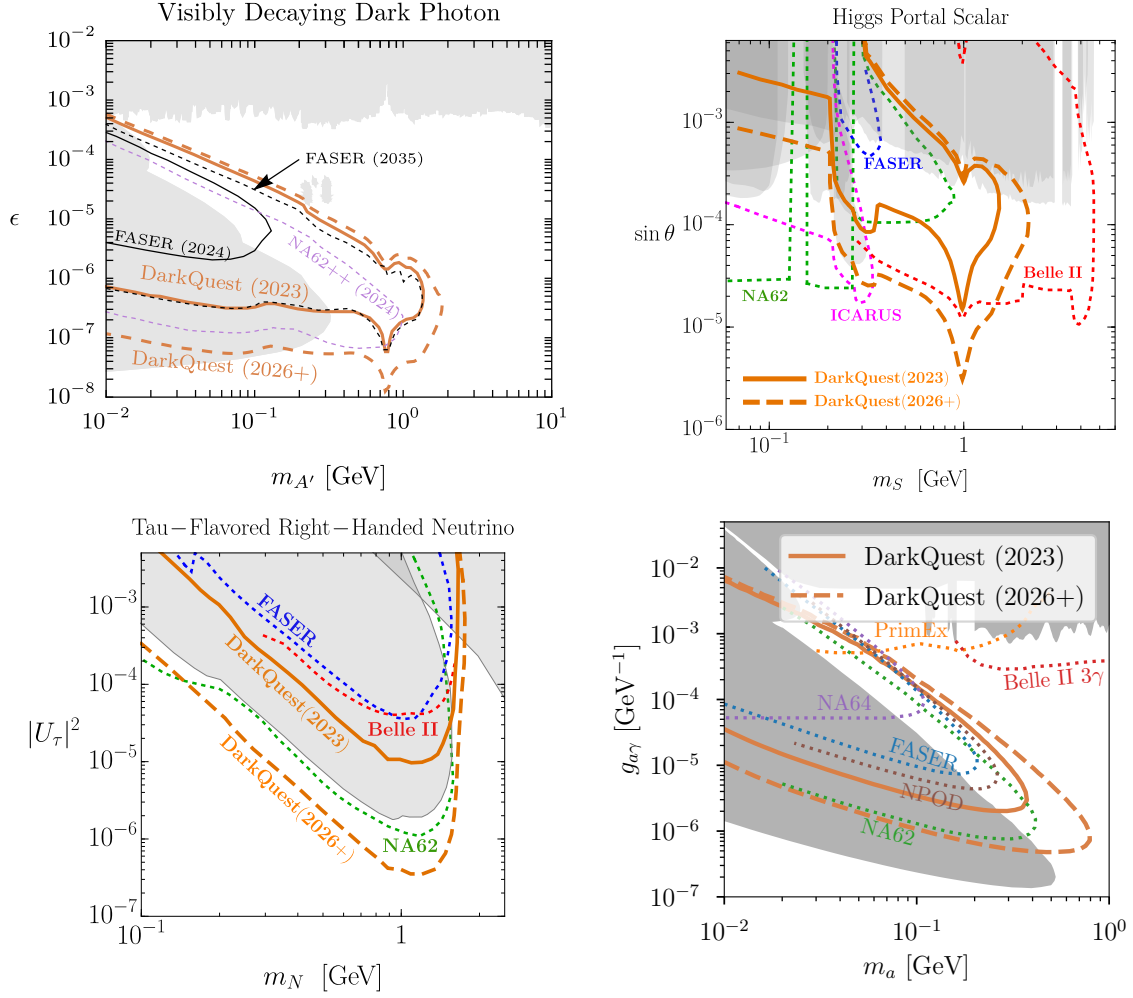 Visibly Decaying Dark Photon
10⁻²
10⁻³
10⁻⁴
10⁻⁵
10⁻⁶
10⁻⁷
10⁻⁸
ϵ
FASER (2035)
FASER (2024)
NA62++ (2024)
DarkQuest (2023)
DarkQuest (2026+)
10⁻² 10⁻¹ 10⁰ 10¹
m_A′ [GeV]
Higgs Portal Scalar
10⁻³
10⁻⁴
10⁻⁵
10⁻⁶
sin θ
FASER
Belle II
NA62
ICARUS
DarkQuest(2023)
DarkQuest(2026+)
10⁻¹ 1
m_S [GeV]
Tau−Flavored Right−Handed Neutrino
10⁻³
10⁻⁴
10⁻⁵
10⁻⁶
10⁻⁷
|U_τ|²
FASER
DarkQuest(2023)
Belle II
DarkQuest(2026+)
NA62
10⁻¹ 1
m_N [GeV]
DarkQuest (2023)
DarkQuest (2026+)
10⁻²
10⁻³
10⁻⁴
10⁻⁵
10⁻⁶
10⁻⁷
g_aγ [GeV⁻¹]
PrimEx
Belle II 3γ
NA64
FASER
NPOD
NA62
10⁻² 10⁻¹ 10⁰
m_a [GeV]